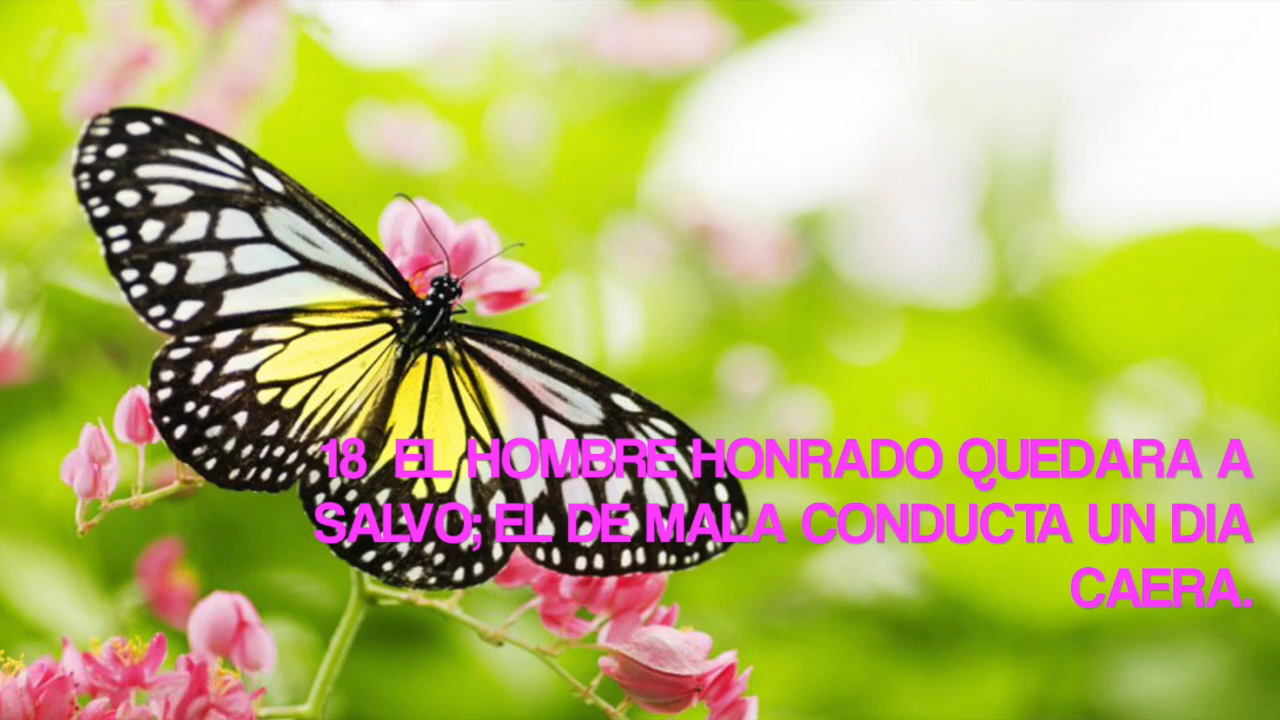 18 EL HOMBRE HONRADO QUEDARA A
SALVO; EL DE MALA CONDUCTA UN DIA
CAERA.